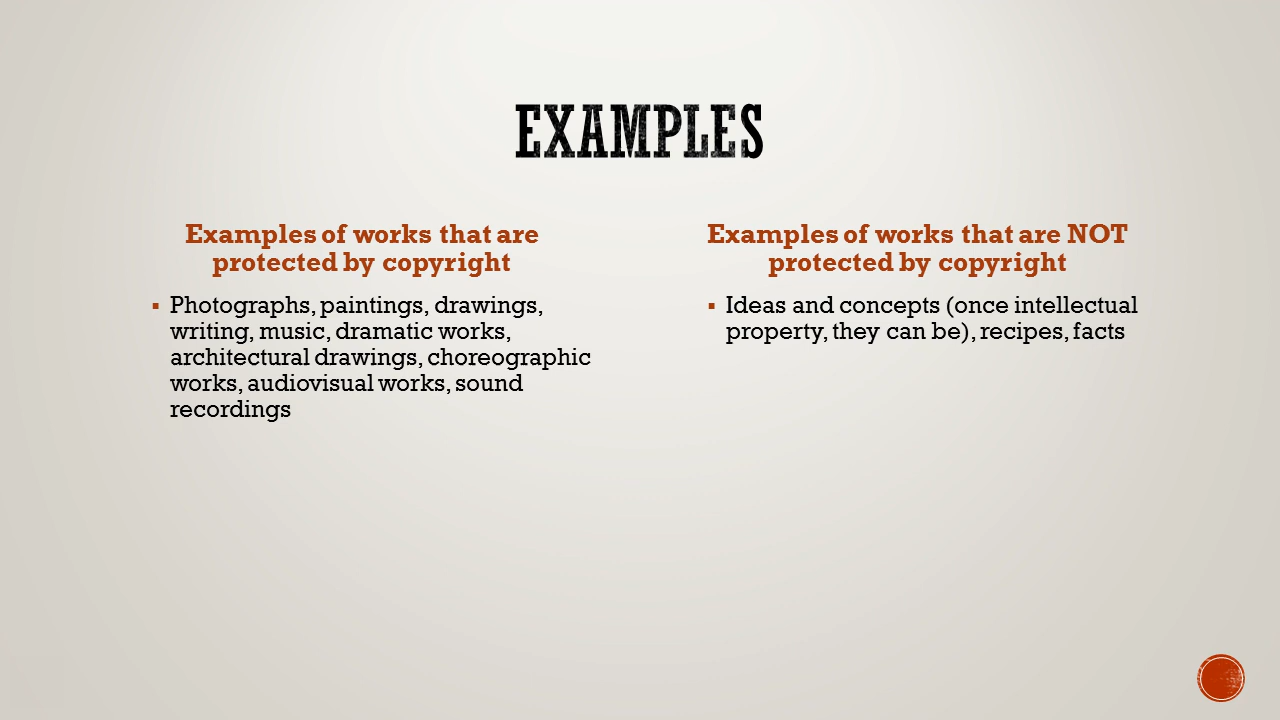 EXAMPLES
Examples of works that are
protected by copyright
▪ Photographs, paintings, drawings,
writing, music, dramatic works,
architectural drawings, choreographic
works, audiovisual works, sound
recordings
Examples of works that are NOT
protected by copyright
▪ Ideas and concepts (once intellectual
property, they can be), recipes, facts